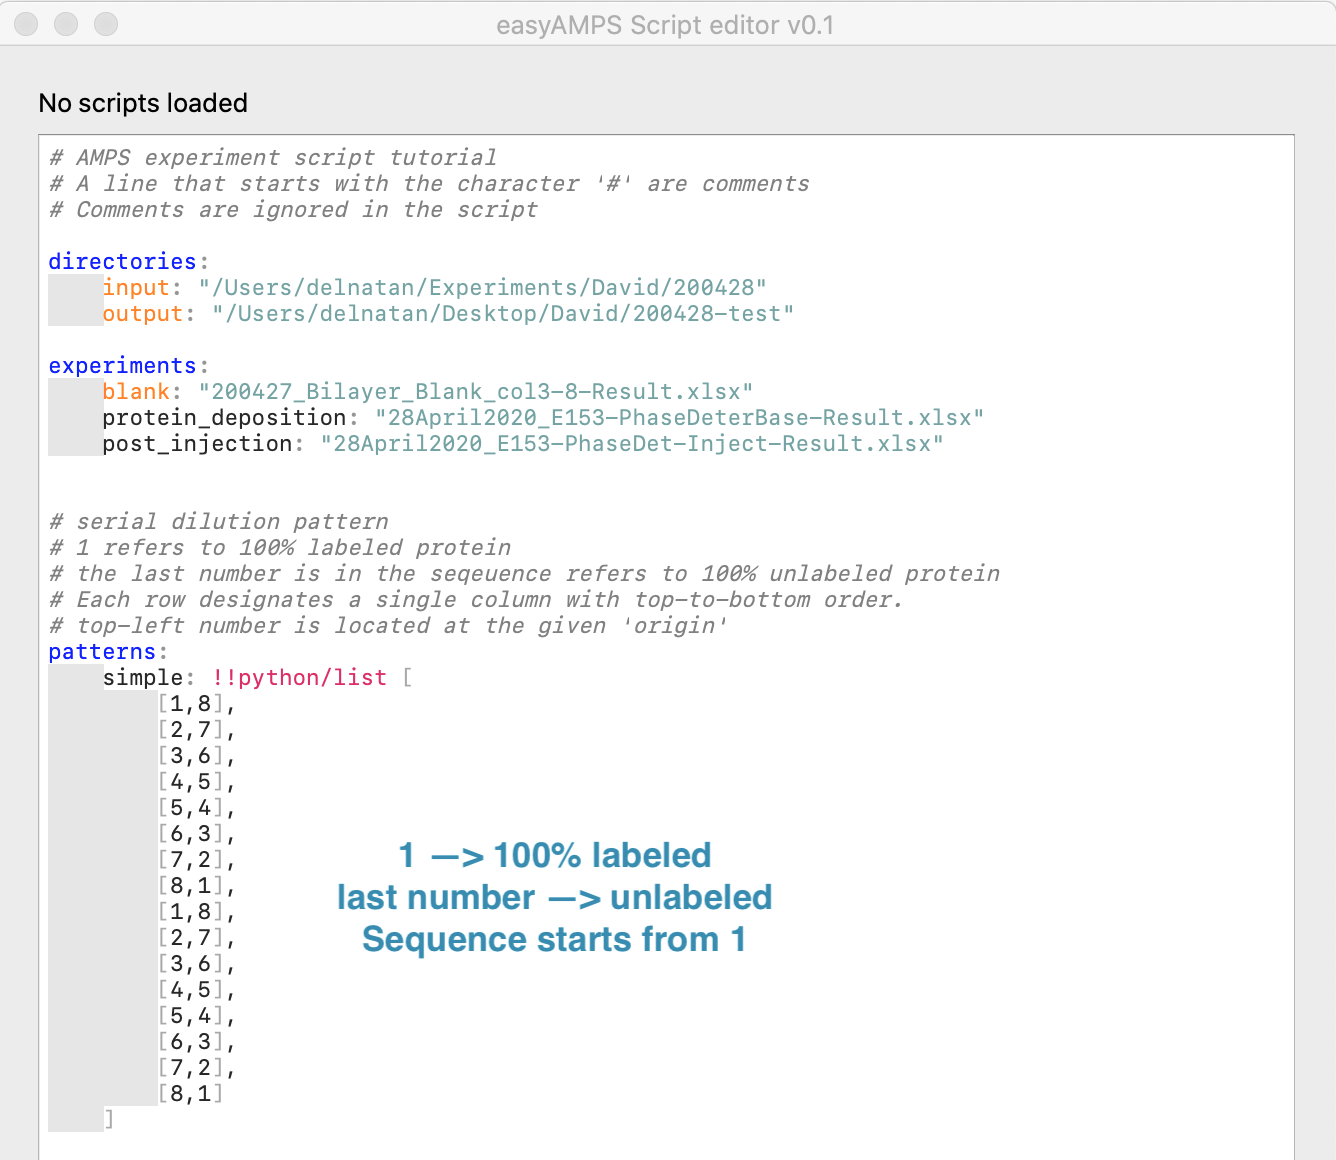 easyAMPS Script editor v0.1
No scripts loaded
# AMPS experiment script tutorial
# A line that starts with the character '#' are comments
# Comments are ignored in the script
directories:
input: "/Users/delnatan/Experiments/David/200428"
output: "/Users/delnatan/Desktop/David/200428-test"
experiments:
blank: "200427_Bilayer_Blank_col3-8-Result.xlsx"
protein_deposition: "28April2020_E153-PhaseDeterBase-Result.xlsx"
post_injection: "28April2020_E153-PhaseDet-Inject-Result.xlsx"
# serial dilution pattern
# 1 refers to 100% labeled protein
# the last number is in the seqeuence refers to 100% unlabeled protein
# Each row designates a single column with top-to-bottom order.
# top-left number is located at the given 'origin'
patterns:
simple: !!python/list [
[1,8],
[2,7],
[3,6],
[4,5],
[5,4],
[6,3],
[7,2],
[8,1],
[1,8],
[2,7],
[3,6],
[4,5],
[5,4],
[6,3],
[7,2],
[8,1]
]
1 —> 100% labeled
last number —> unlabeled
Sequence starts from 1